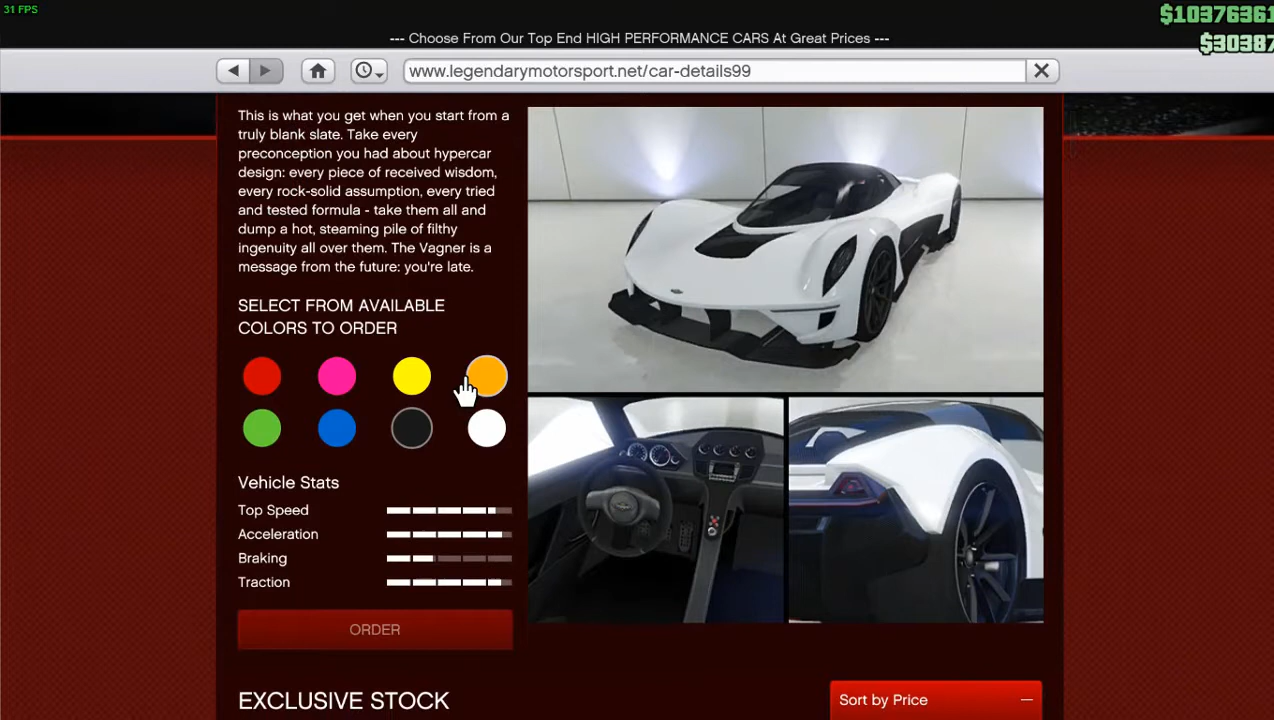 31 FPS
$10376361
$30387
--- Choose From Our Top End HIGH PERFORMANCE CARS At Great Prices ---
www.legendarymotorsport.net/car-details99
This is what you get when you start from a
truly blank slate. Take every
preconception you had about hypercar
design: every piece of received wisdom,
every rock-solid assumption, every tried
and tested formula - take them all and
dump a hot, steaming pile of filthy
ingenuity all over them. The Vagner is a
message from the future: you're late.
SELECT FROM AVAILABLE
COLORS TO ORDER
Vehicle Stats
Top Speed
Acceleration
Braking
Traction
ORDER
EXCLUSIVE STOCK
Sort by Price